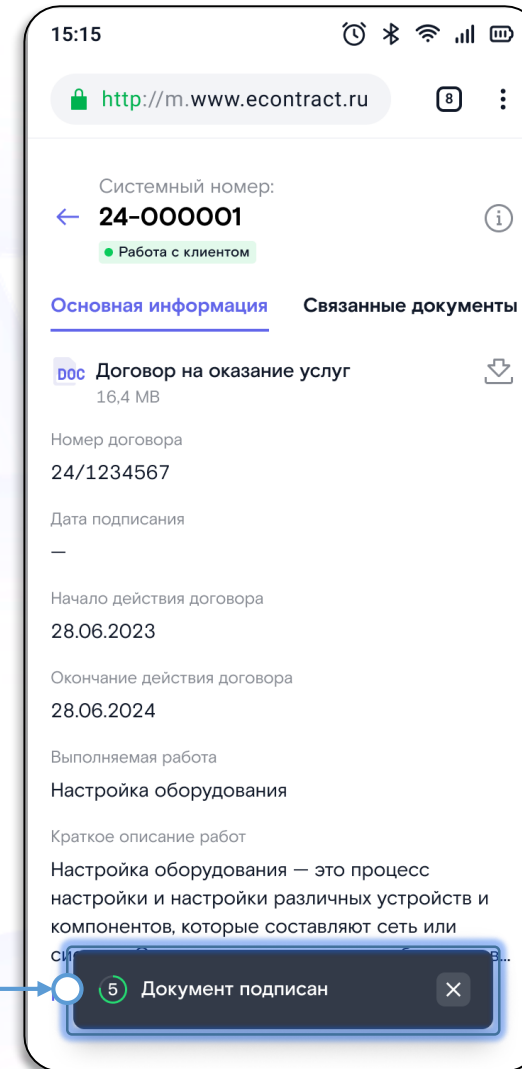 15:15
http://m.www.econtract.ru
8
Системный номер:
24-000001
Работа с клиентом
Основная информация Связанные документы
DOC Договор на оказание услуг
16,4 MB
Номер договора
24/1234567
Дата подписания
—
Начало действия договора
28.06.2023
Окончание действия договора
28.06.2024
Выполняемая работа
Настройка оборудования
Краткое описание работ
Настройка оборудования — это процесс
настройки и настройки различных устройств и
компонентов, которые составляют сеть или
5 Документ подписан